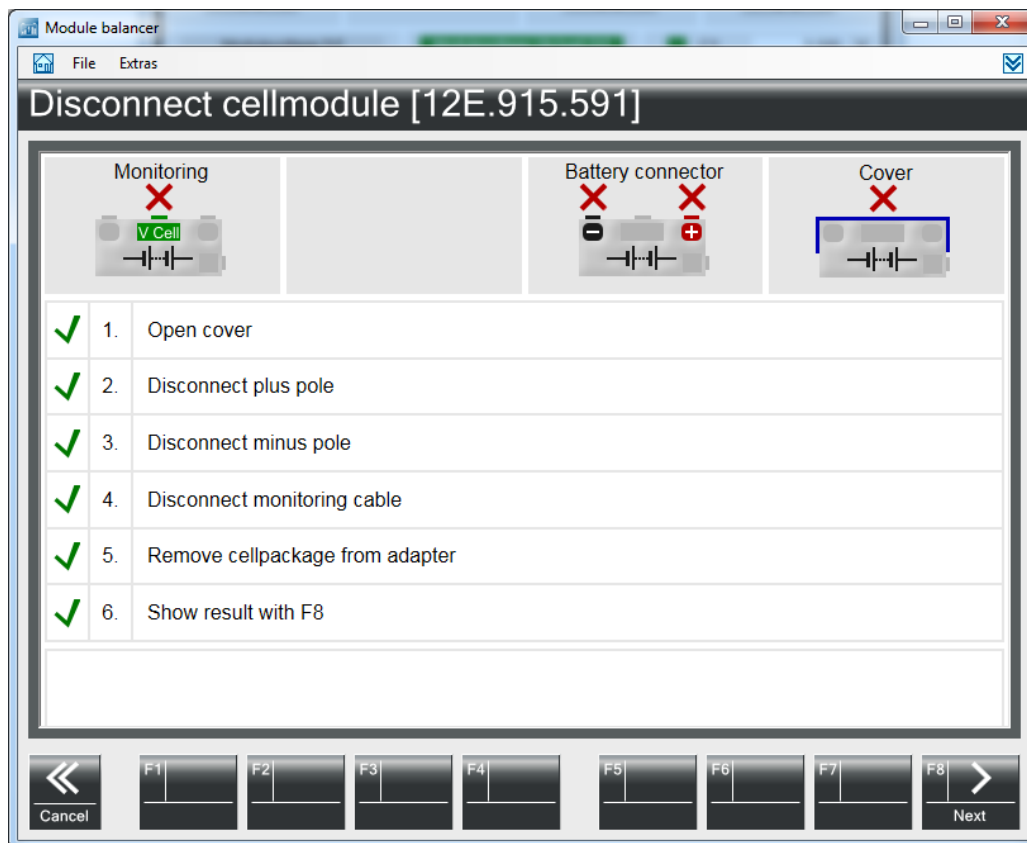 Module balancer
File Extras
Disconnect cellmodule [12E.915.591]
Monitoring
Battery connector
Cover
V Cell
1. Open cover
2. Disconnect plus pole
3. Disconnect minus pole
4. Disconnect monitoring cable
5. Remove cellpackage from adapter
6. Show result with F8
F1 F2 F3 F4 F5 F6 F7 F8
Cancel Next